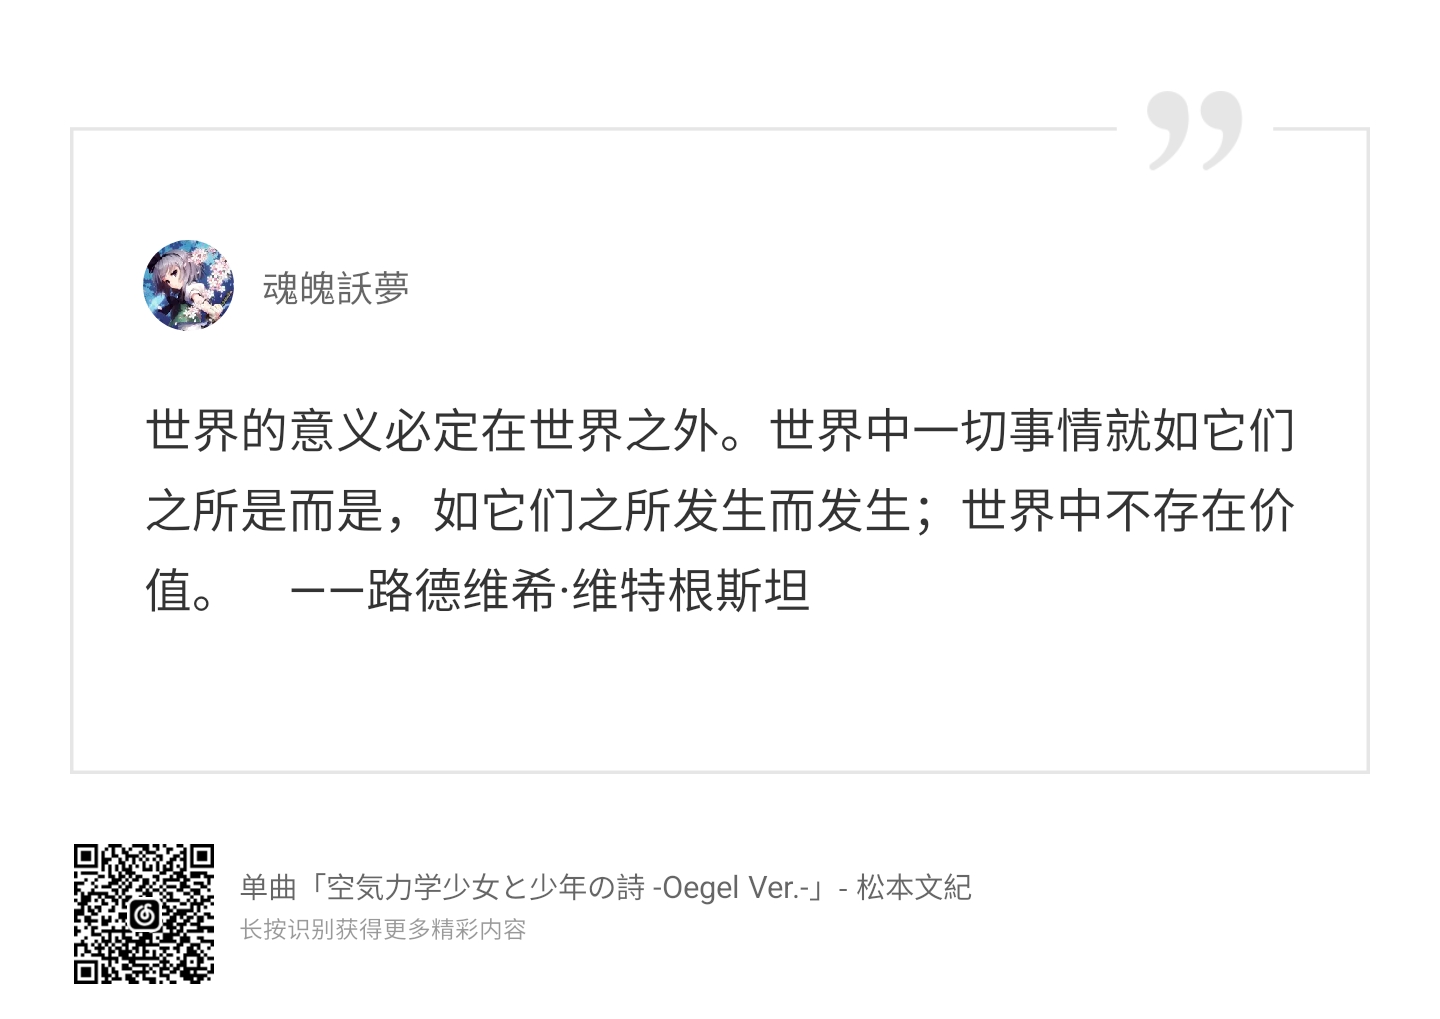 ”
魂魄訞夢
世界的意义必定在世界之外。世界中一切事情就如它们
之所是而是，如它们之所发生而发生；世界中不存在价
值。　——路德维希·维特根斯坦
单曲「空気力学少女と少年の詩 -Oegel Ver.-」- 松本文紀
长按识别获得更多精彩内容